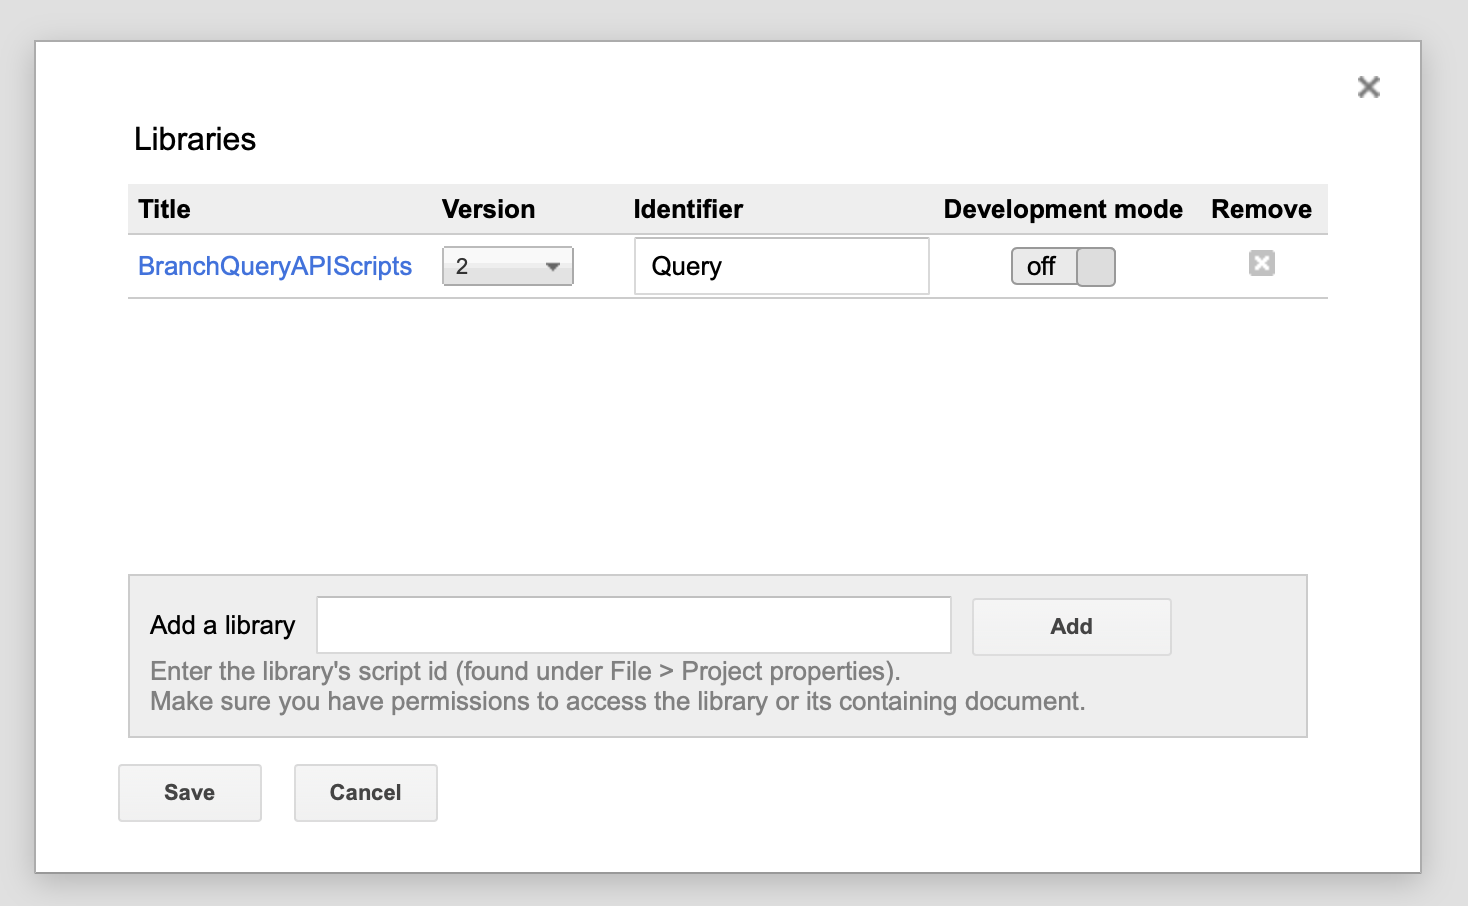 Libraries
Title Version Identifier Development mode Remove
BranchQueryAPIScripts 2 Query off
Add a library Add
Enter the library's script id (found under File > Project properties).
Make sure you have permissions to access the library or its containing document.
Save Cancel